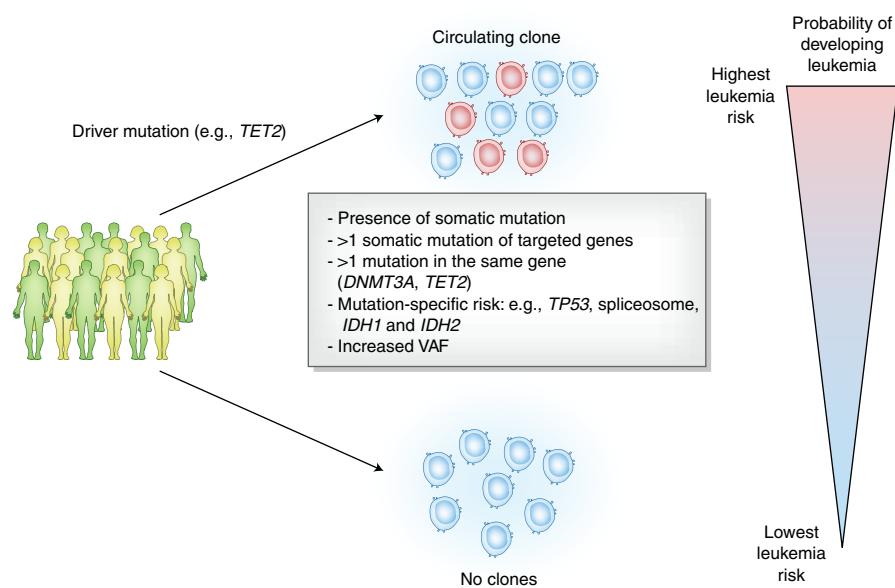 Circulating clone
Probability of
developing
leukemia
Highest
leukemia
risk
Driver mutation (e.g., TET2)
- Presence of somatic mutation
- >1 somatic mutation of targeted genes
- >1 mutation in the same gene
(DNMT3A, TET2)
- Mutation-specific risk: e.g., TP53, spliceosome,
IDH1 and IDH2
- Increased VAF
Lowest
leukemia
risk
No clones